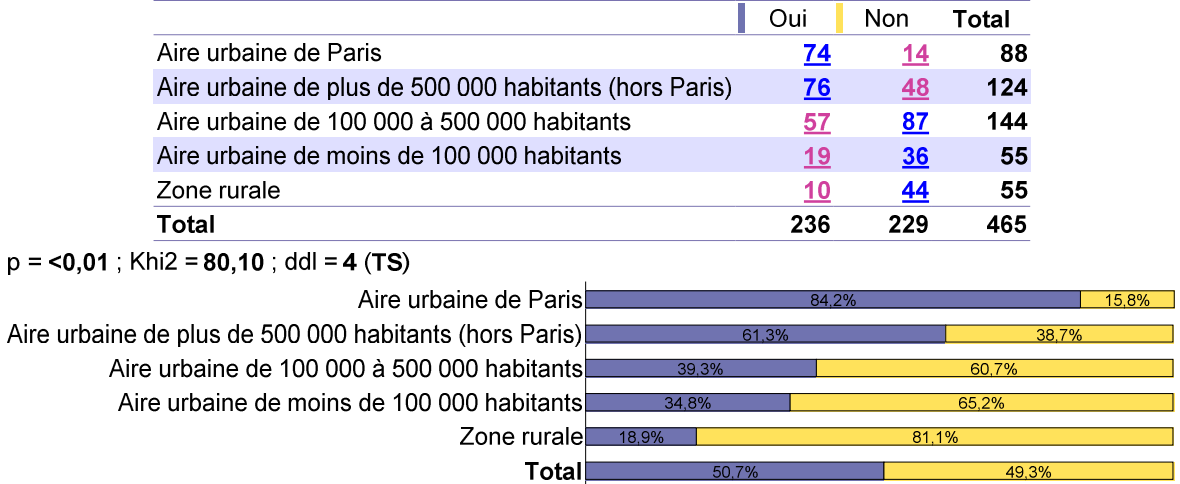 Oui Non Total
Aire urbaine de Paris 74 14 88
Aire urbaine de plus de 500 000 habitants (hors Paris) 76 48 124
Aire urbaine de 100 000 à 500 000 habitants 57 87 144
Aire urbaine de moins de 100 000 habitants 19 36 55
Zone rurale 10 44 55
Total 236 229 465
p = <0,01 ; Khi2 = 80,10 ; ddl = 4 (TS)
Aire urbaine de Paris 84,2% 15,8%
Aire urbaine de plus de 500 000 habitants (hors Paris) 61,3% 38,7%
Aire urbaine de 100 000 à 500 000 habitants 39,3% 60,7%
Aire urbaine de moins de 100 000 habitants 34,8% 65,2%
Zone rurale 18,9% 81,1%
Total 50,7% 49,3%